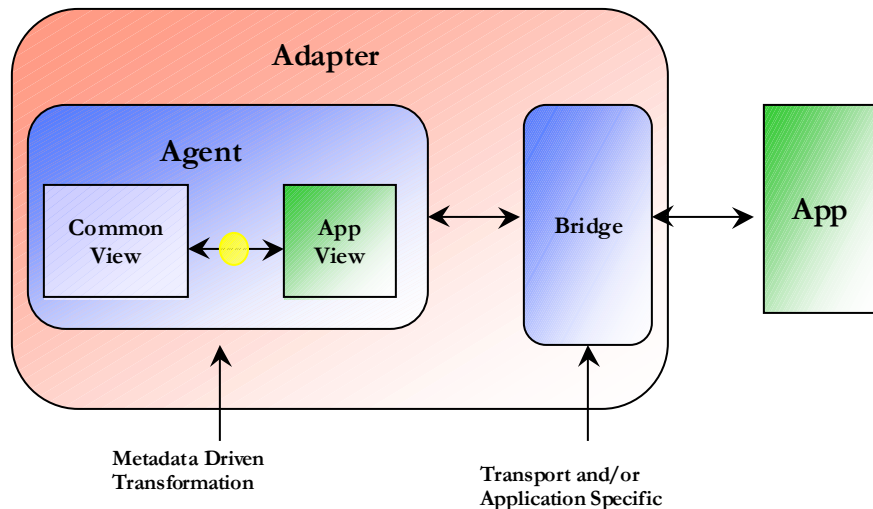 Adapter
Agent
Common
View
App
View
Bridge
App
Metadata Driven
Transformation
Transport and/or
Application Specific